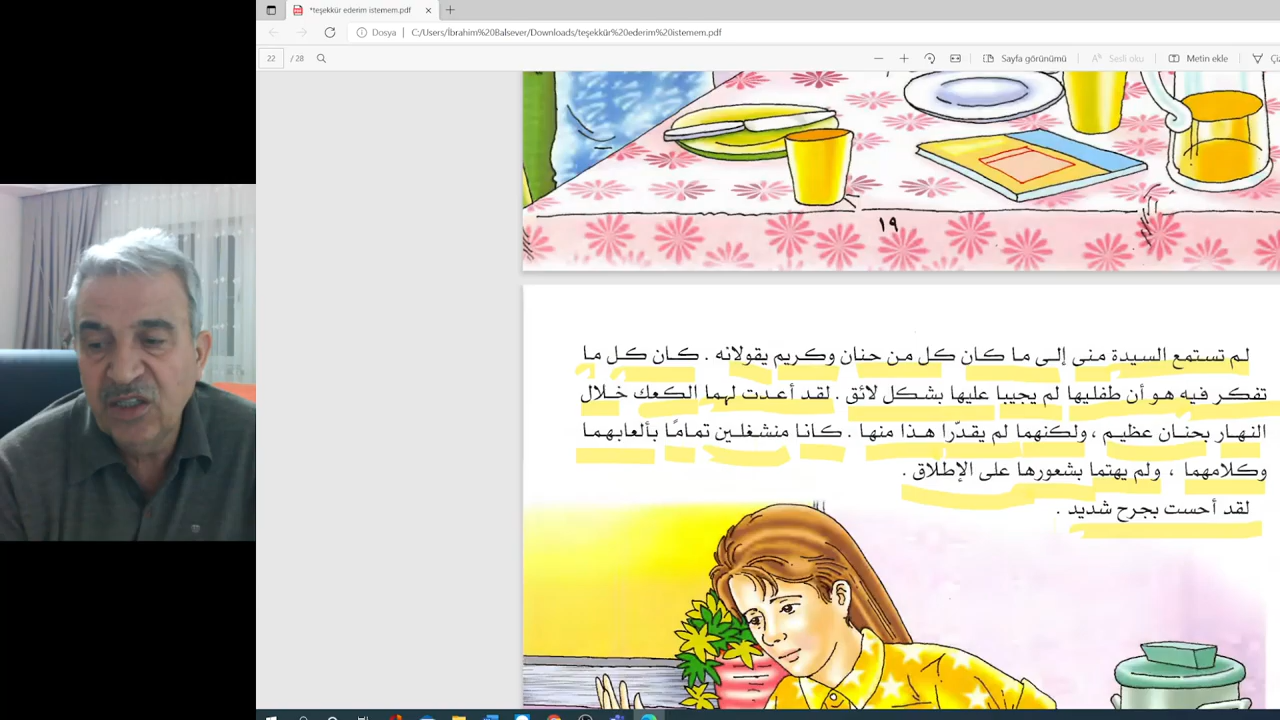 *teşekkür ederim istemem.pdf
Dosya C:/Users/İbrahim%20Balsever/Downloads/teşekkür%20ederim%20istemem.pdf
22 / 28 Sayfa görünümü Sesli oku Metin ekle
١٩
لم تستمع السيدة منى إلى ما كان كل من حنان وكريم يقولانه . كان كل ما
تفكر فيه هو أن طفليها لم يجيبا عليها بشكل لائق . لقد أعدت لهما الكعك خلال
النهار بحنان عظيم ، ولكنهما لم يقدّرا هذا منها . كانا منشغلين تمامًا بألعابهما
وكلامهما ، ولم يهتما بشعورها على الإطلاق .
لقد أحست بجرح شديد .